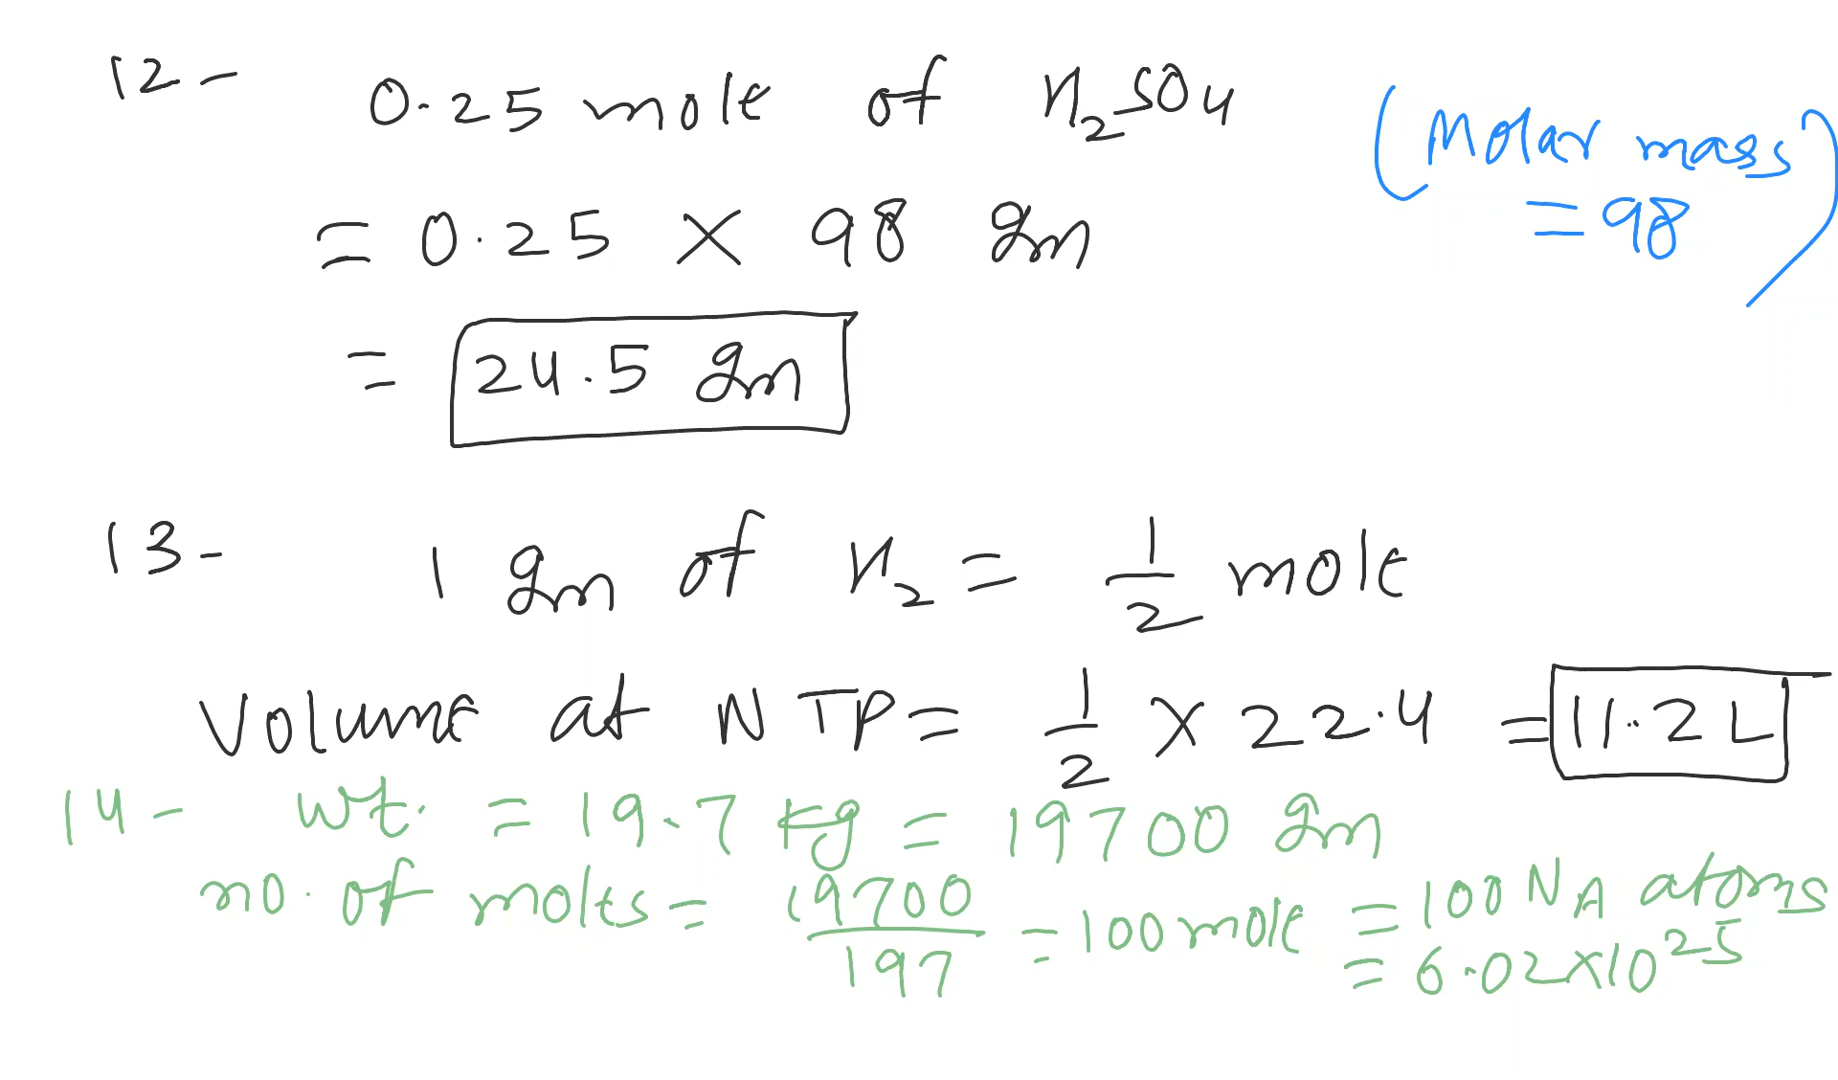 12- 0.25 mole of H₂SO₄
(Molar mass
= 98)
= 0.25 × 98 gm
= 24.5 gm
13- 1 gm of H₂ = 1/2 mole
Volume at NTP = 1/2 × 22.4 = 11.2 L
14- wt. = 19.7 kg = 19700 gm
no. of moles = 19700/197 = 100 mole = 100 NA atoms
= 6.02×10²⁵